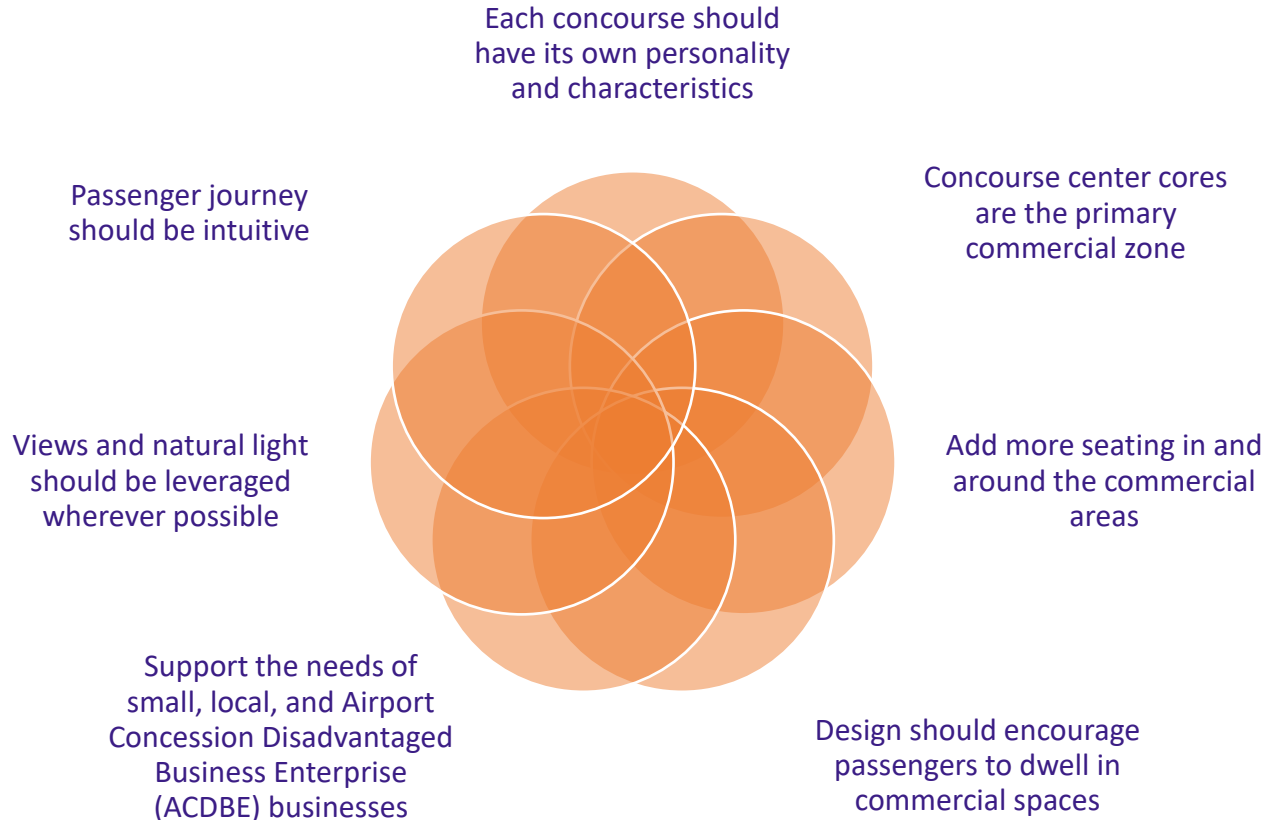 Each concourse should
have its own personality
and characteristics
Concourse center cores
are the primary
commercial zone
Add more seating in and
around the commercial
areas
Design should encourage
passengers to dwell in
commercial spaces
Support the needs of
small, local, and Airport
Concession Disadvantaged
Business Enterprise
(ACDBE) businesses
Views and natural light
should be leveraged
wherever possible
Passenger journey
should be intuitive